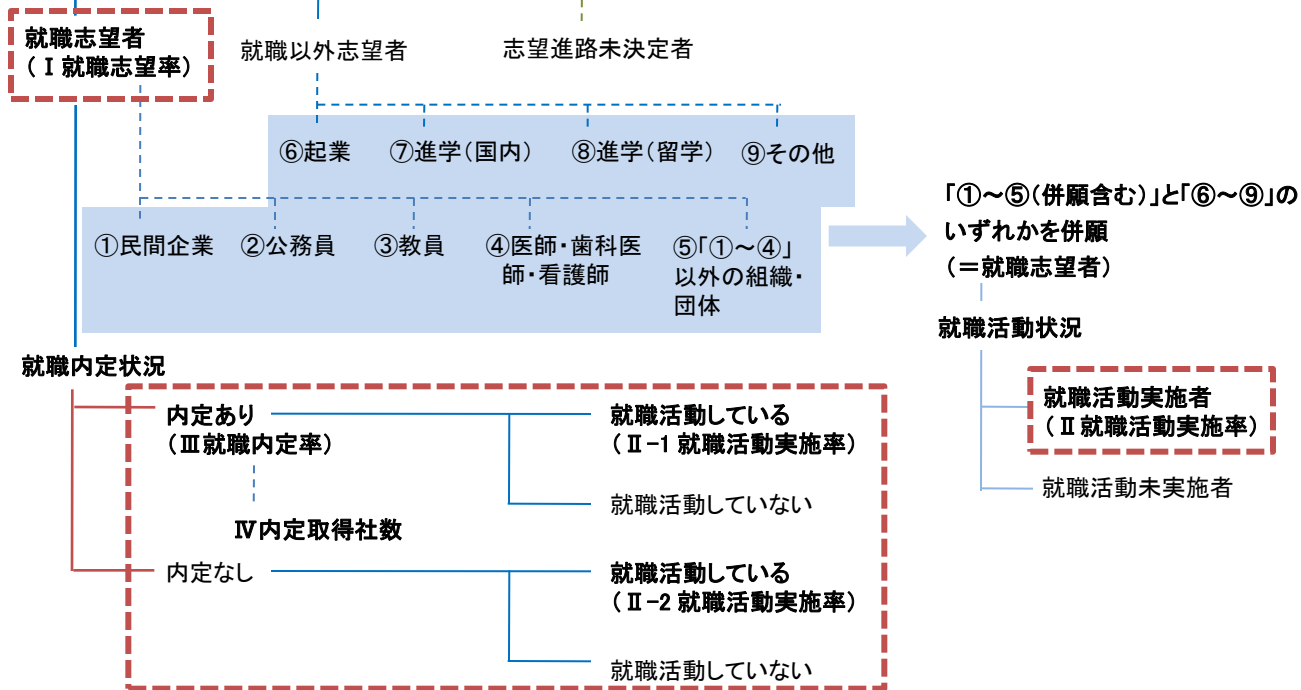 就職志望者
(Ⅰ就職志望率)
就職以外志望者
志望進路未決定者
⑥起業
⑦進学(国内)
⑧進学(留学)
⑨その他
①民間企業
②公務員
③教員
④医師・歯科医
師・看護師
⑤「①～④」
以外の組織・
団体
「①～⑤(併願含む)」と「⑥～⑨」の
いずれかを併願
(＝就職志望者)
就職活動状況
就職活動実施者
(Ⅱ就職活動実施率)
就職活動未実施者
就職内定状況
内定あり
(Ⅲ就職内定率)
就職活動している
(Ⅱ-1 就職活動実施率)
就職活動していない
Ⅳ内定取得社数
内定なし
就職活動している
(Ⅱ-2 就職活動実施率)
就職活動していない